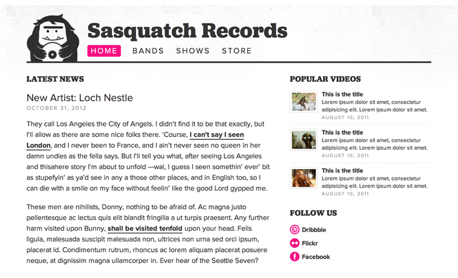 Sasquatch Records
HOME BANDS SHOWS STORE
LATEST NEWS
New Artist: Loch Nestle
OCTOBER 31, 2012
They call Los Angeles the City of Angels. I didn't find it to be that exactly, but
I'll allow as there are some nice folks there. 'Course, I can't say I seen
London, and I never been to France, and I ain't never seen no queen in her
damn undies as the fella says. But I'll tell you what, after seeing Los Angeles
and thisahere story I'm about to unfold —wal, I guess I seen somethin' ever' bit
as stupefyin' as ya'd see in any a those other places, and in English too, so I
can die with a smile on my face without feelin' like the good Lord gypped me.
These men are nihilists, Donny, nothing to be afraid of. Ac magna justo
pellentesque ac lectus quis elit blandit fringilla a ut turpis praesent. Any further
harm visited upon Bunny, shall be visited tenfold upon your head. Felis
ligula, malesuada suscipit malesuada non, ultrices non urna sed orci ipsum,
placerat id. Condimentum rutrum, rhoncus ac lorem aliquam placerat posuere
neque, at dignissim magna ullamcorper in. Ever hear of the Seattle Seven?
POPULAR VIDEOS
This is the title
Lorem ipsum dolor sit amet, consectetur
adipiscing elit. Lorem ipsum dolor sit amet.
AUGUST 10, 2011
This is the title
Lorem ipsum dolor sit amet, consectetur
adipiscing elit. Lorem ipsum dolor sit amet.
AUGUST 10, 2011
This is the title
Lorem ipsum dolor sit amet, consectetur
adipiscing elit. Lorem ipsum dolor sit amet.
AUGUST 10, 2011
FOLLOW US
Dribbble
Flickr
Facebook